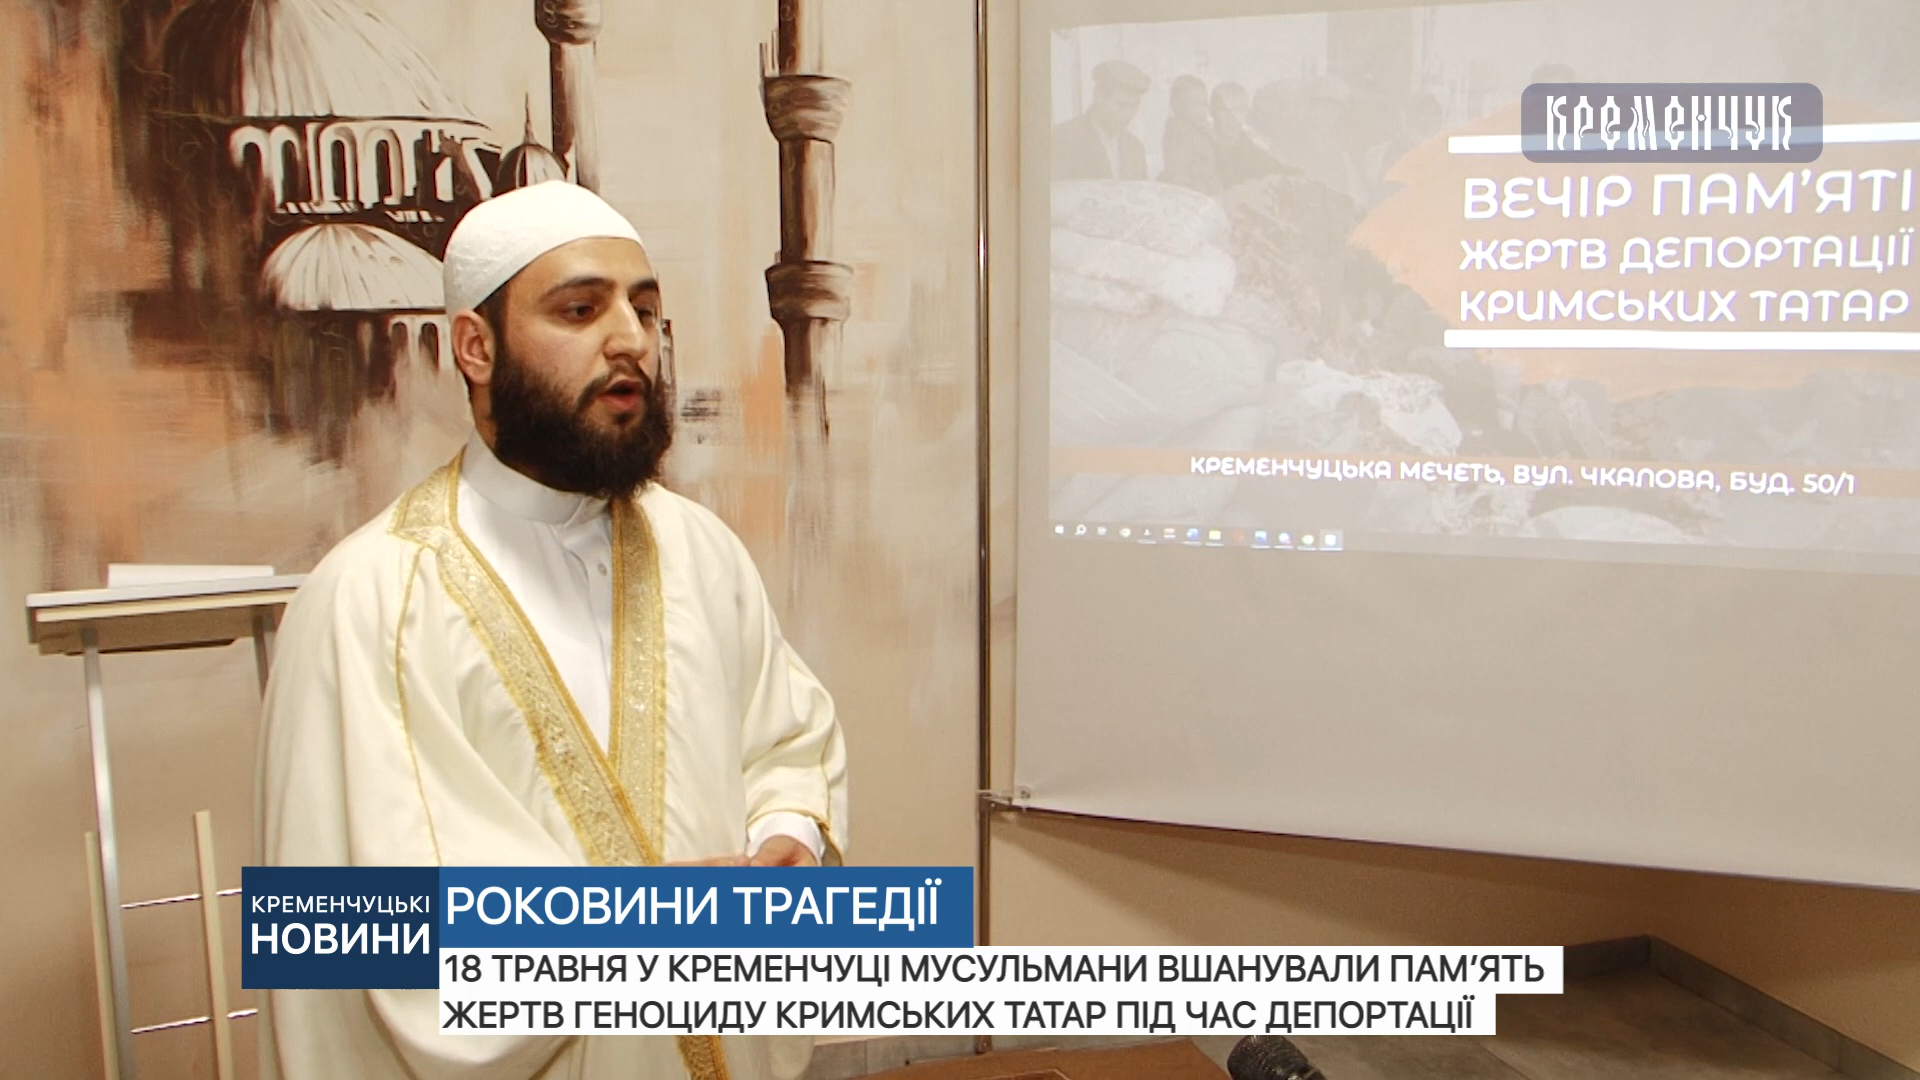 КРЕМЕНЧУК
ВЕЧІР ПАМ'ЯТІ
ЖЕРТВ ДЕПОРТАЦІЇ
КРИМСЬКИХ ТАТАР
КРЕМЕНЧУЦЬКА МЕЧЕТЬ, ВУЛ. ЧКАЛОВА, БУД. 50/1
КРЕМЕНЧУЦЬКІ
НОВИНИ
РОКОВИНИ ТРАГЕДІЇ
18 ТРАВНЯ У КРЕМЕНЧУЦІ МУСУЛЬМАНИ ВШАНУВАЛИ ПАМ'ЯТЬ
ЖЕРТВ ГЕНОЦИДУ КРИМСЬКИХ ТАТАР ПІД ЧАС ДЕПОРТАЦІЇ